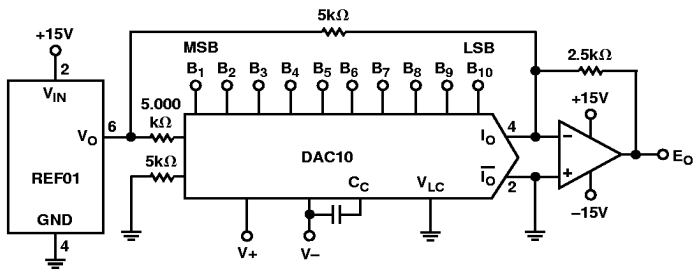 5kΩ
+15V
MSB
LSB
2.5kΩ
B1 B2 B3 B4 B5 B6 B7 B8 B9 B10
2
VIN
5.000
kΩ
+15V
6
VO
IO
4
−
DAC10
5kΩ
EO
REF01
CC
VLC
IO
2
+
GND
−15V
4
V+
V−